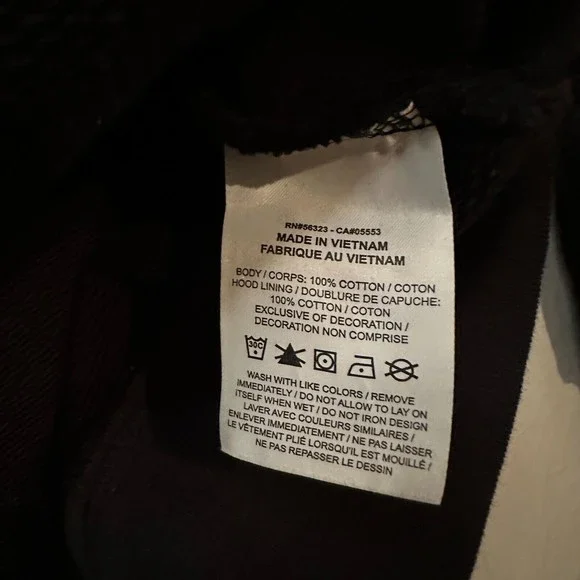 RN#56323 - CA#05553
MADE IN VIETNAM
FABRIQUE AU VIETNAM
BODY / CORPS: 100% COTTON / COTON
HOOD LINING / DOUBLURE DE CAPUCHE:
100% COTTON / COTON
EXCLUSIVE OF DECORATION /
DECORATION NON COMPRISE
30C
WASH WITH LIKE COLORS / REMOVE
IMMEDIATELY / DO NOT ALLOW TO LAY ON
ITSELF WHEN WET / DO NOT IRON DESIGN
LAVER AVEC COULEURS SIMILAIRES /
ENLEVER IMMEDIATEMENT / NE PAS LAISSER
LE VÊTEMENT PLIÉ LORSQU'IL EST MOUILLÉ /
NE PAS REPASSER LE DESSIN